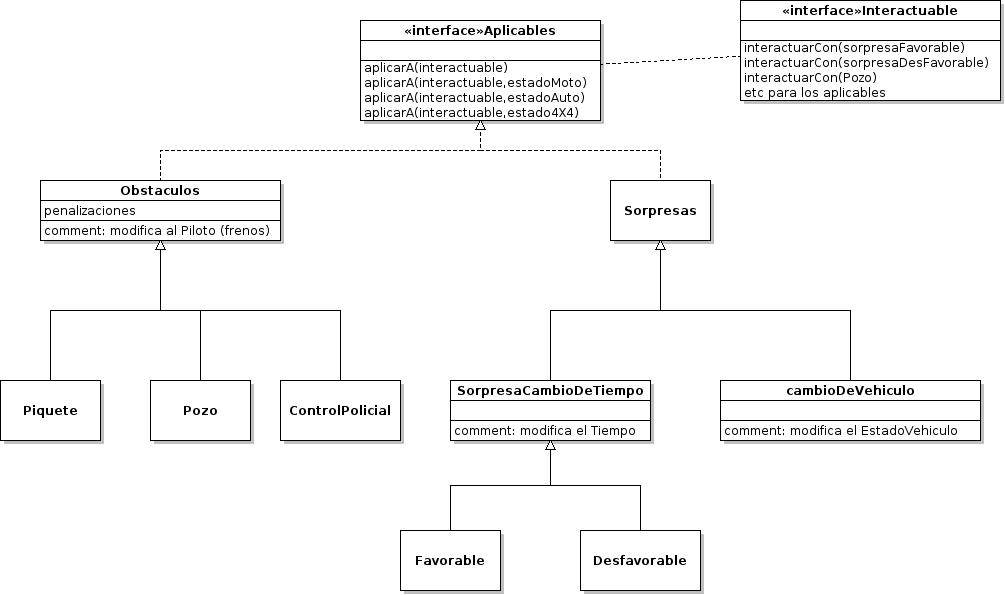 «interface»Interactuable
interactuarCon(sorpresaFavorable)
interactuarCon(sorpresaDesFavorable)
interactuarCon(Pozo)
etc para los aplicables
«interface»Aplicables
aplicarA(interactuable)
aplicarA(interactuable,estadoMoto)
aplicarA(interactuable,estadoAuto)
aplicarA(interactuable,estado4X4)
Obstaculos
penalizaciones
comment: modifica al Piloto (frenos)
Sorpresas
Piquete
Pozo
ControlPolicial
SorpresaCambioDeTiempo
comment: modifica el Tiempo
cambioDeVehiculo
comment: modifica el EstadoVehiculo
Favorable
Desfavorable